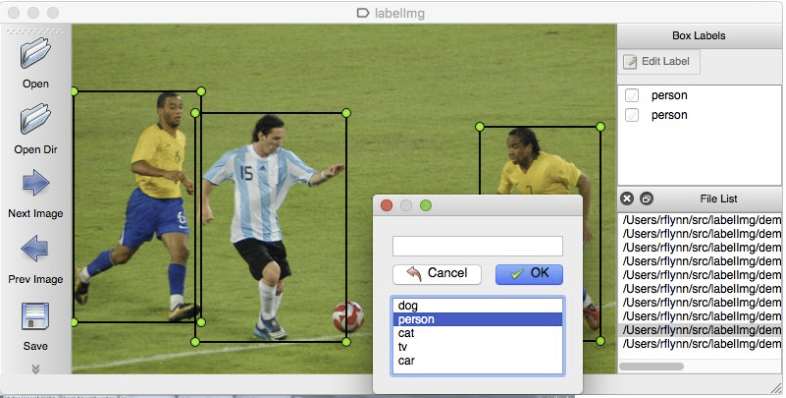 labelImg
Open
Open Dir
Next Image
Prev Image
Save
15
6
Box Labels
Edit Label
person
person
File List
/Users/rflynn/src/labelImg/dem
/Users/rflynn/src/labelImg/dem
/Users/rflynn/src/labelImg/dem
/Users/rflynn/src/labelImg/dem
/Users/rflynn/src/labelImg/dem
/Users/rflynn/src/labelImg/dem
/Users/rflynn/src/labelImg/dem
/Users/rflynn/src/labelImg/dem
/Users/rflynn/src/labelImg/dem
/Users/rflynn/src/labelImg/dem
Cancel
OK
dog
person
cat
tv
car